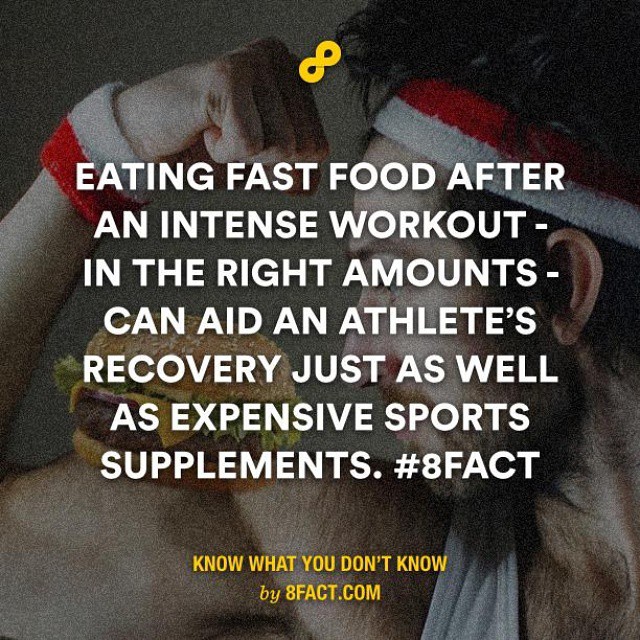 EATING FAST FOOD AFTER
AN INTENSE WORKOUT -
IN THE RIGHT AMOUNTS -
CAN AID AN ATHLETE’S
RECOVERY JUST AS WELL
AS EXPENSIVE SPORTS
SUPPLEMENTS. #8FACT
KNOW WHAT YOU DON’T KNOW
by 8FACT.COM